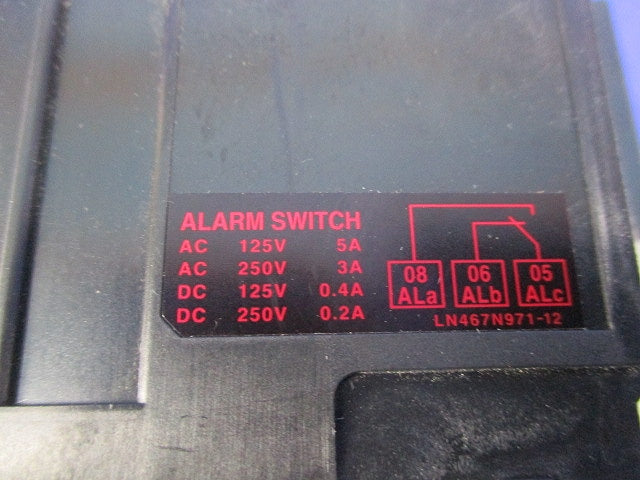 ALARM SWITCH
AC 125V 5A
AC 250V 3A
DC 125V 0.4A
DC 250V 0.2A
08 06 05
ALa ALb ALc
LN467N971-12